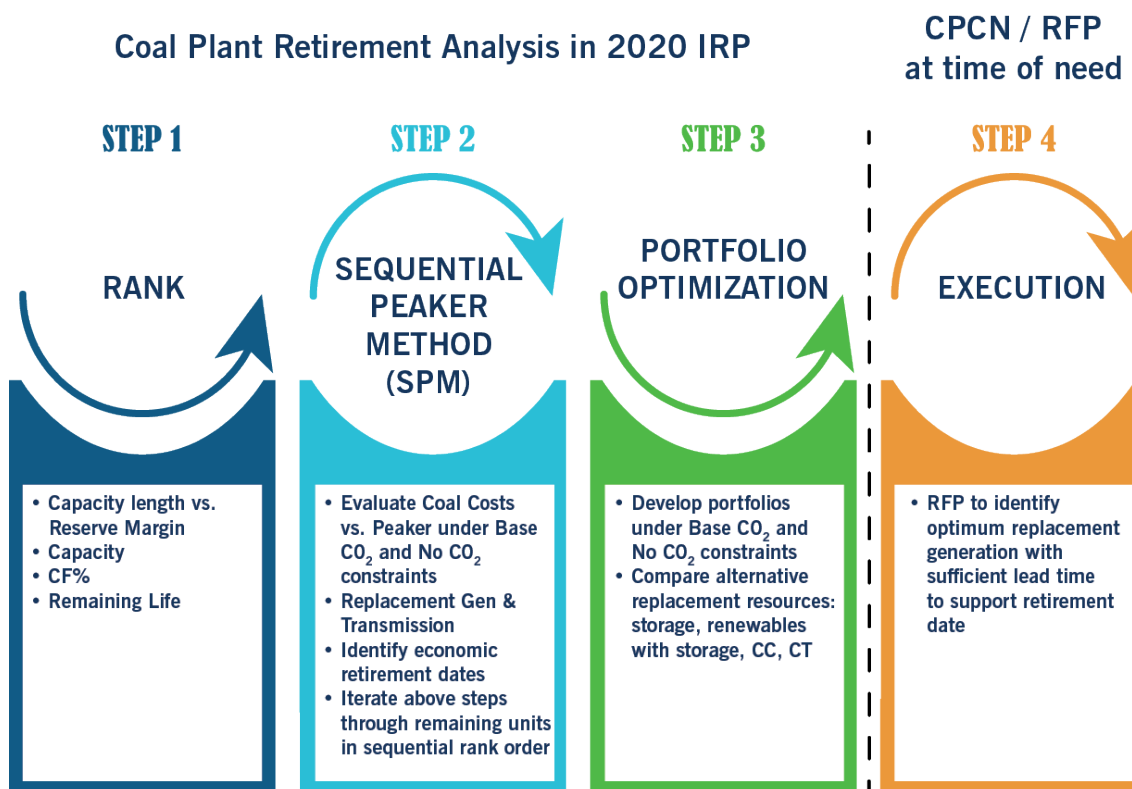 Coal Plant Retirement Analysis in 2020 IRP
CPCN / RFP
at time of need
STEP 1
RANK
• Capacity length vs.
Reserve Margin
• Capacity
• CF%
• Remaining Life
STEP 2
SEQUENTIAL
PEAKER
METHOD
(SPM)
• Evaluate Coal Costs
vs. Peaker under Base
CO₂ and No CO₂
constraints
• Replacement Gen &
Transmission
• Identify economic
retirement dates
• Iterate above steps
through remaining units
in sequential rank order
STEP 3
PORTFOLIO
OPTIMIZATION
• Develop portfolios
under Base CO₂ and
No CO₂ constraints
• Compare alternative
replacement resources:
storage, renewables
with storage, CC, CT
STEP 4
EXECUTION
• RFP to identify
optimum replacement
generation with
sufficient lead time
to support retirement
date